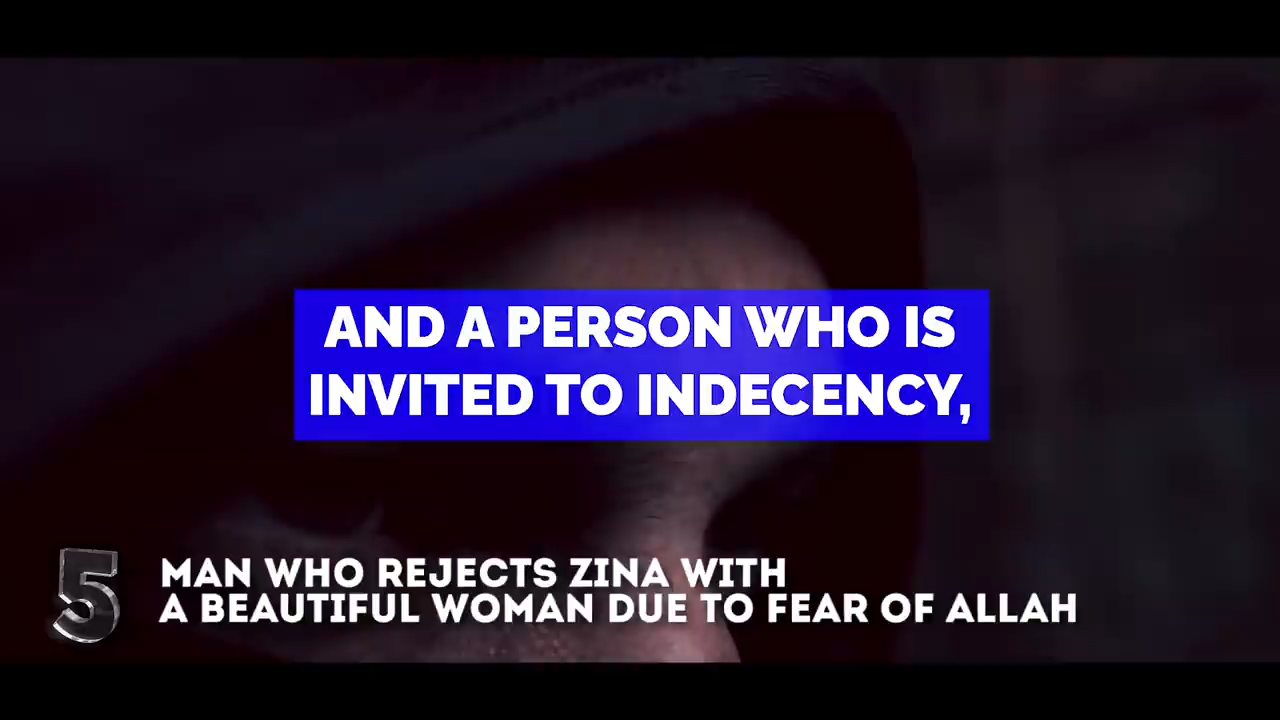 AND A PERSON WHO IS
INVITED TO INDECENCY,
5
MAN WHO REJECTS ZINA WITH
A BEAUTIFUL WOMAN DUE TO FEAR OF ALLAH